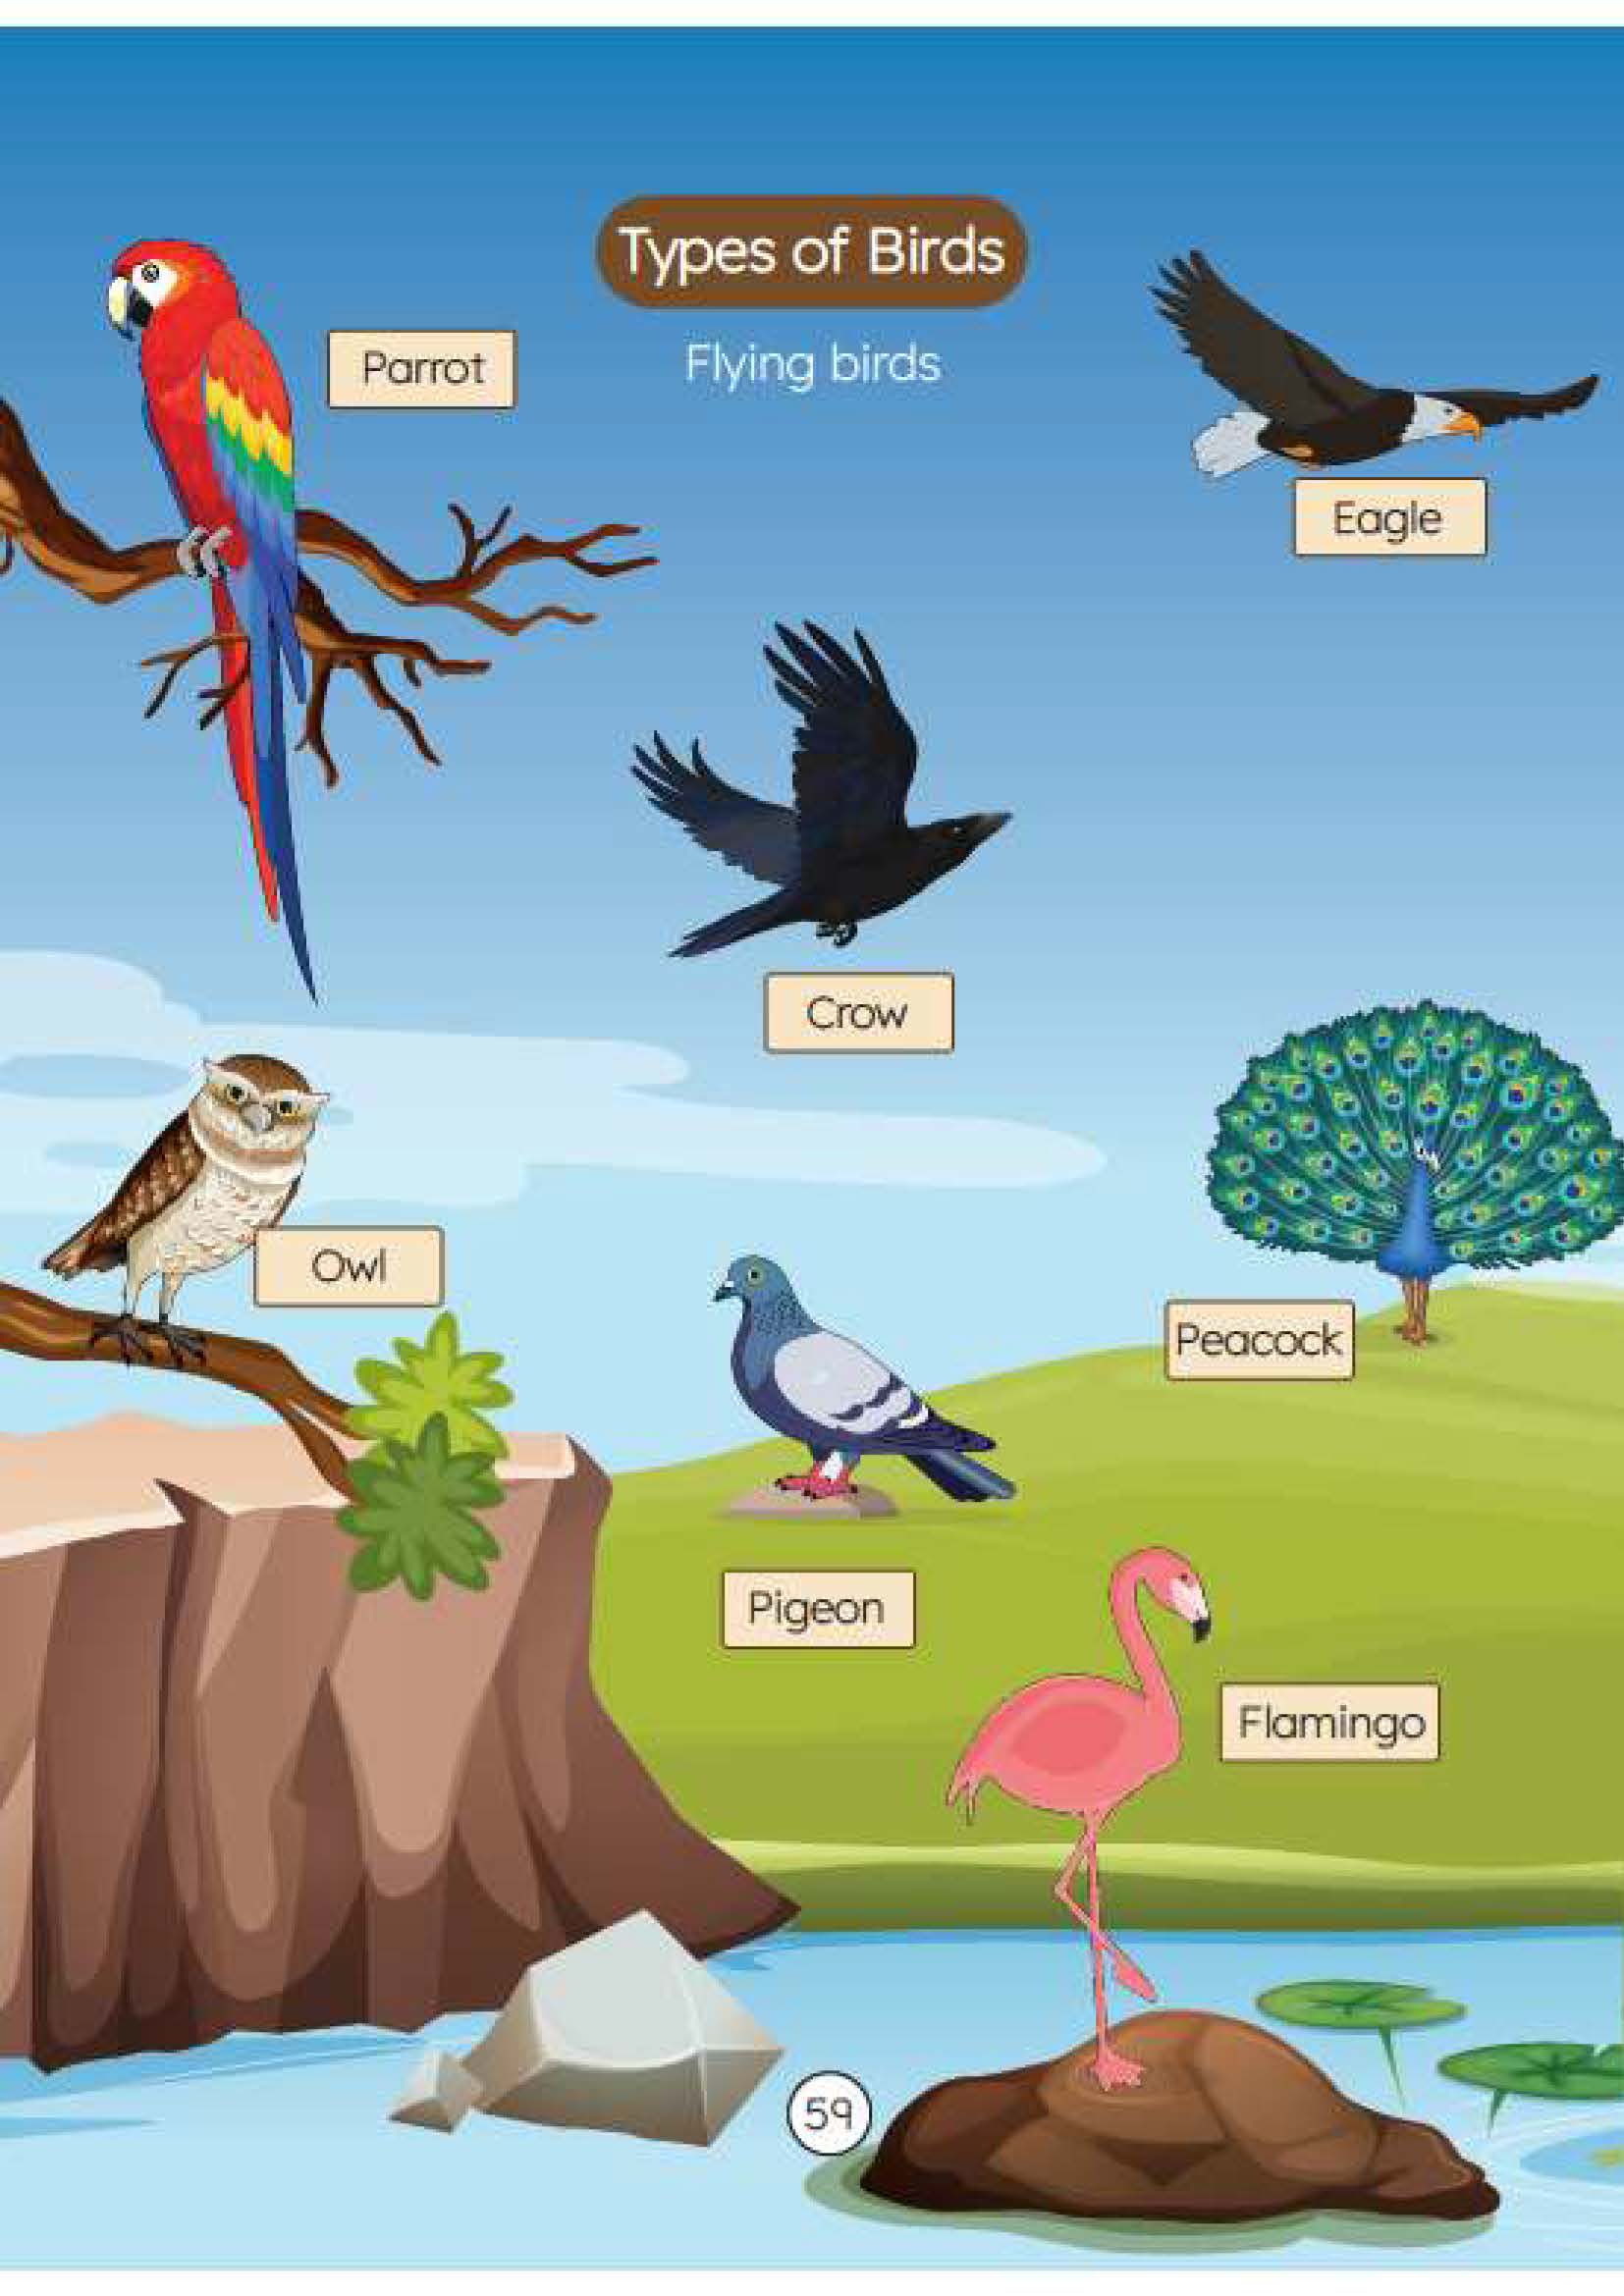 Types of Birds
Flying birds
Parrot
Eagle
Crow
Owl
Peacock
Pigeon
Flamingo
59